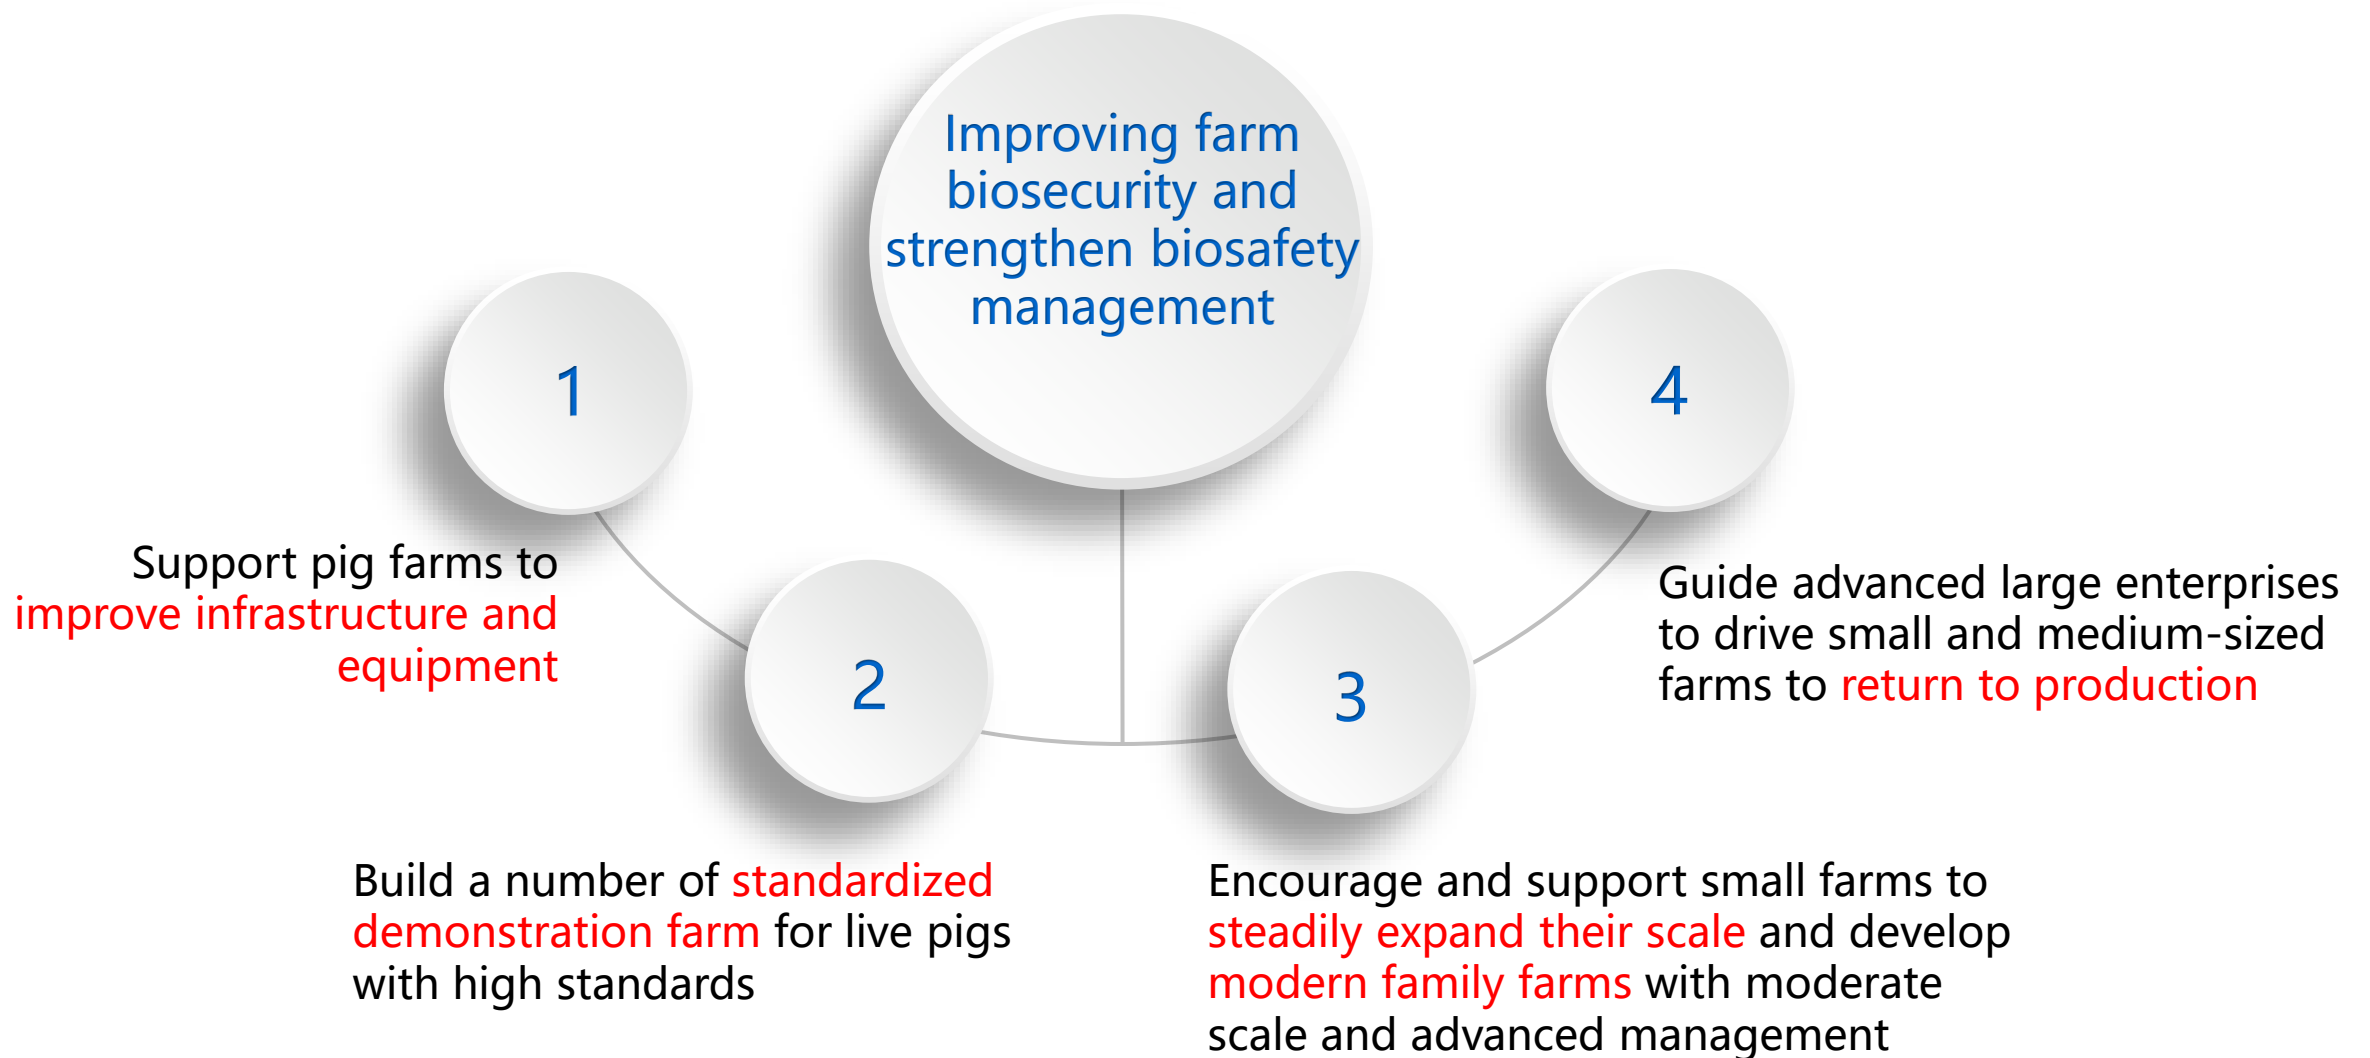 Improving farm
biosecurity and
strengthen biosafety
management
1
Support pig farms to
improve infrastructure and
equipment
2
Build a number of standardized
demonstration farm for live pigs
with high standards
3
Encourage and support small farms to
steadily expand their scale and develop
modern family farms with moderate
scale and advanced management
4
Guide advanced large enterprises
to drive small and medium-sized
farms to return to production